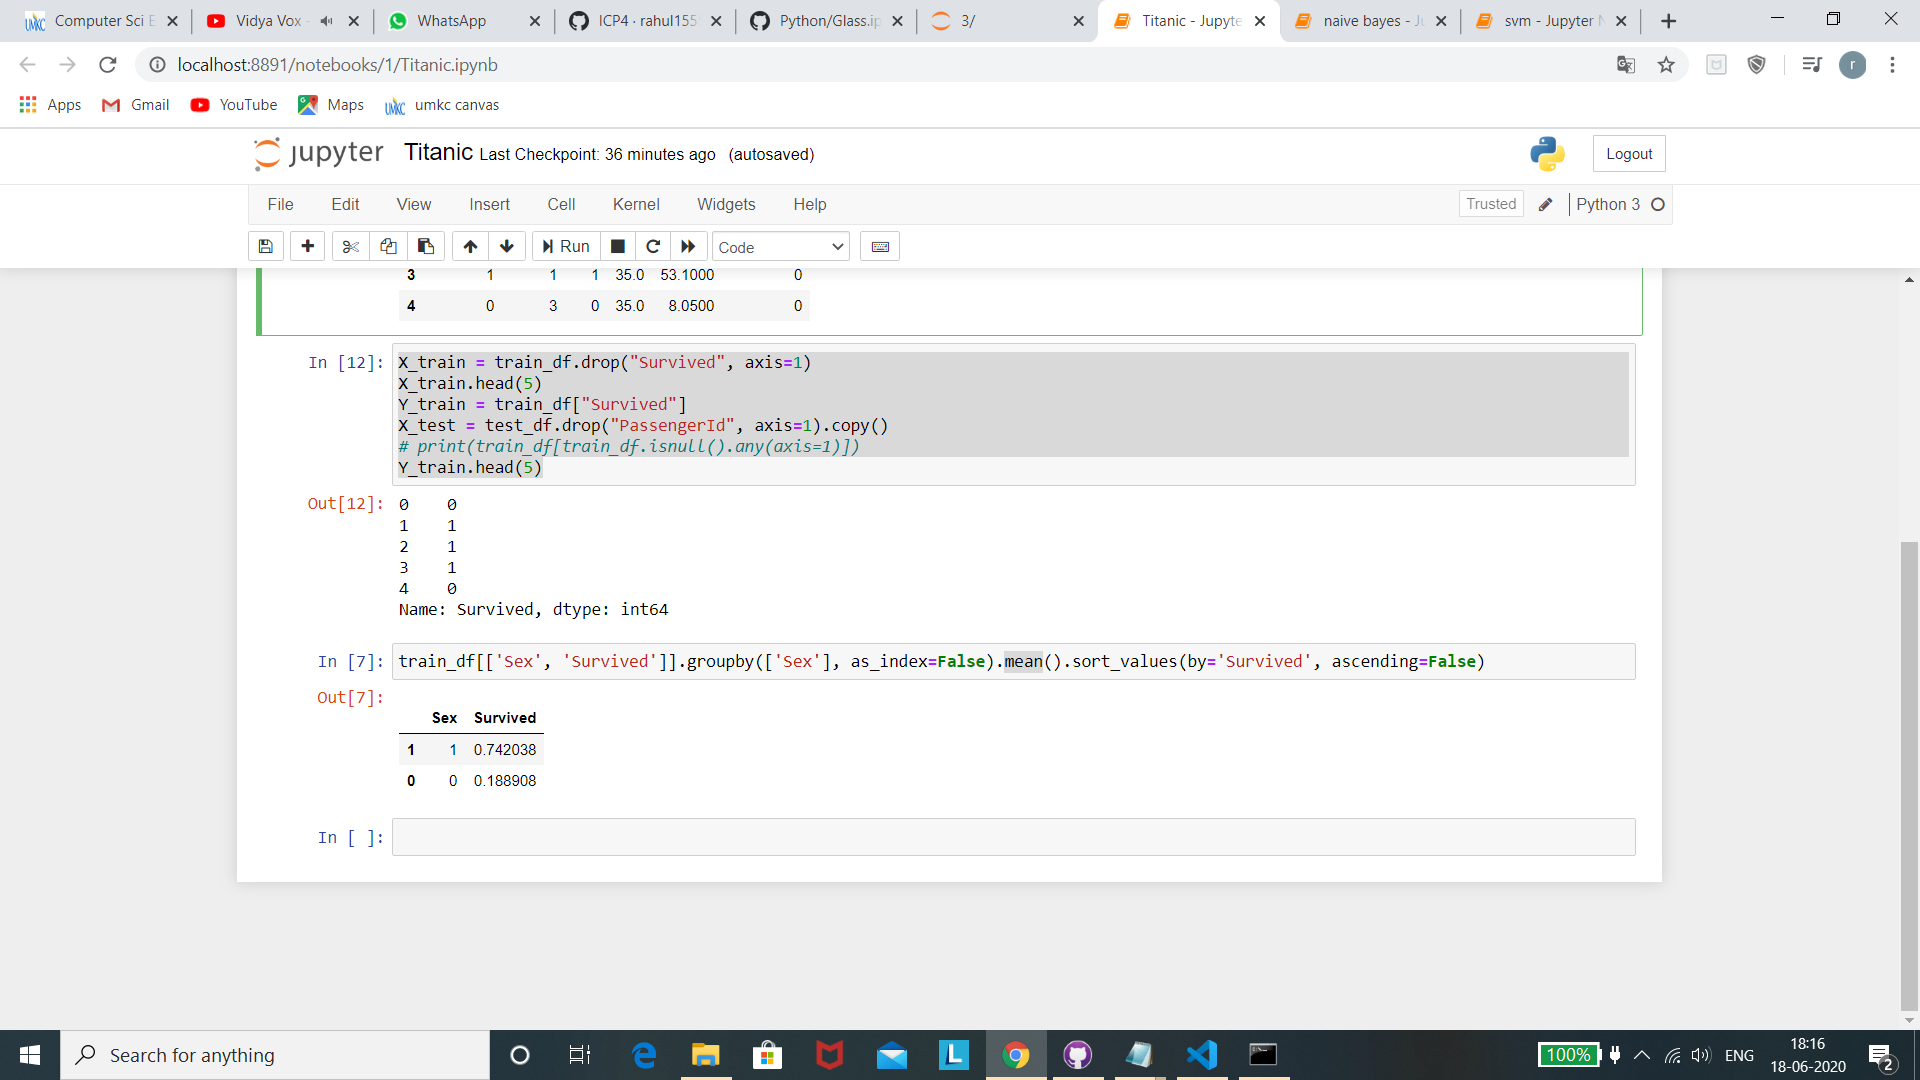 Computer Sci E
Vidya Vox -
WhatsApp
ICP4 · rahul155
Python/Glass.ip
3/
Titanic - Jupyte
naive bayes - Ju
svm - Jupyter N
localhost:8891/notebooks/1/Titanic.ipynb
r
Apps
Gmail
YouTube
Maps
umkc canvas
jupyter Titanic Last Checkpoint: 36 minutes ago (autosaved)
Logout
File Edit View Insert Cell Kernel Widgets Help
Trusted
Python 3
Run
Code
3 1 1 1 35.0 53.1000 0
4 0 3 0 35.0 8.0500 0
In [12]: X_train = train_df.drop("Survived", axis=1)
X_train.head(5)
Y_train = train_df["Survived"]
X_test = test_df.drop("PassengerId", axis=1).copy()
# print(train_df[train_df.isnull().any(axis=1)])
Y_train.head(5)
Out[12]: 0 0
1 1
2 1
3 1
4 0
Name: Survived, dtype: int64
In [7]: train_df[['Sex', 'Survived']].groupby(['Sex'], as_index=False).mean().sort_values(by='Survived', ascending=False)
Out[7]:
Sex Survived
1 1 0.742038
0 0 0.188908
In [ ]:
Search for anything
L
100%
ENG
18:16
18-06-2020
2